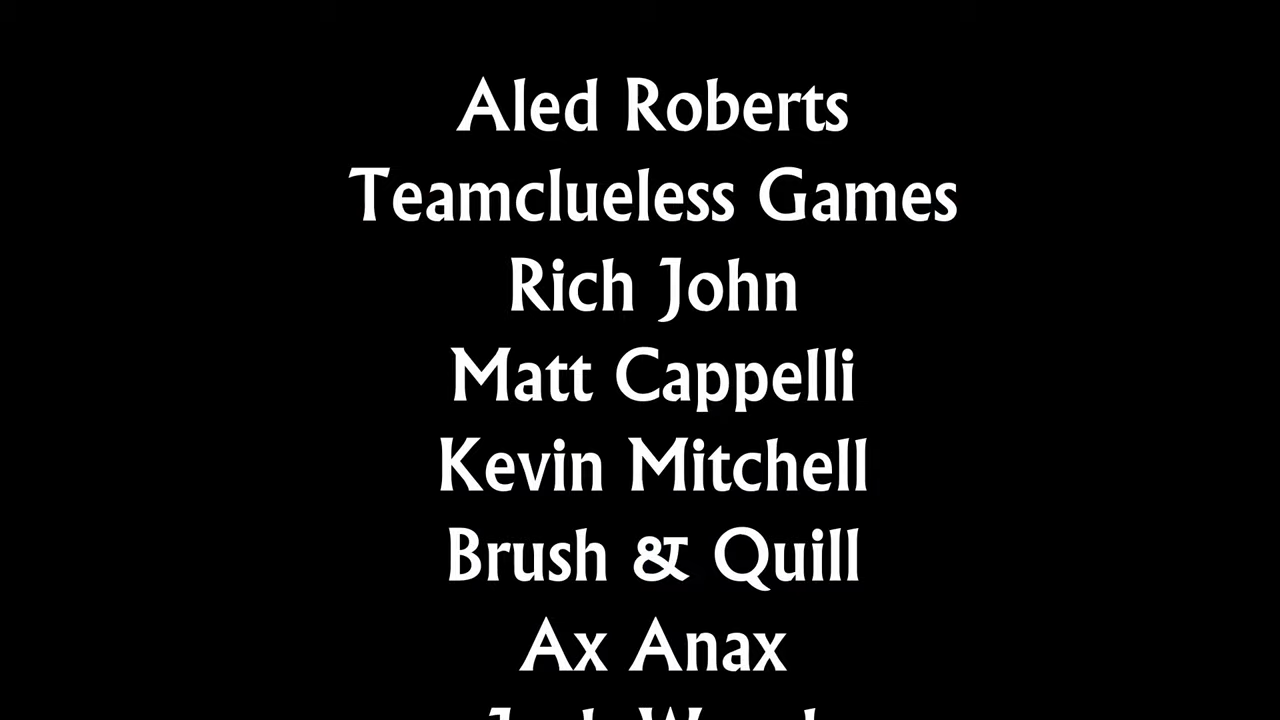 Aled Roberts
Teamclueless Games
Rich John
Matt Cappelli
Kevin Mitchell
Brush & Quill
Ax Anax